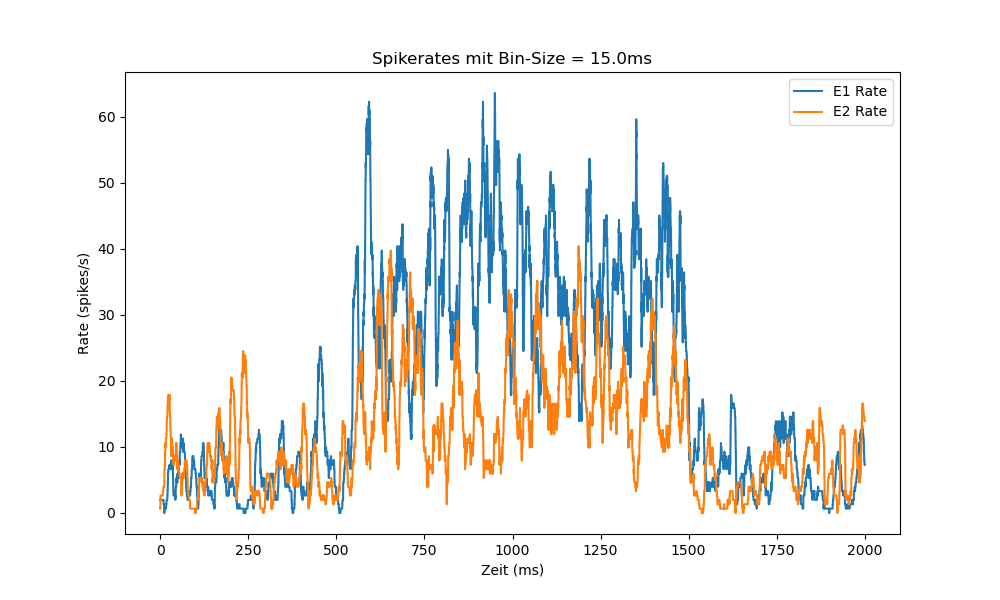 Spikerates mit Bin-Size = 15.0ms
E1 Rate
E2 Rate
Rate (spikes/s)
60
50
40
30
20
10
0
0 250 500 750 1000 1250 1500 1750 2000
Zeit (ms)